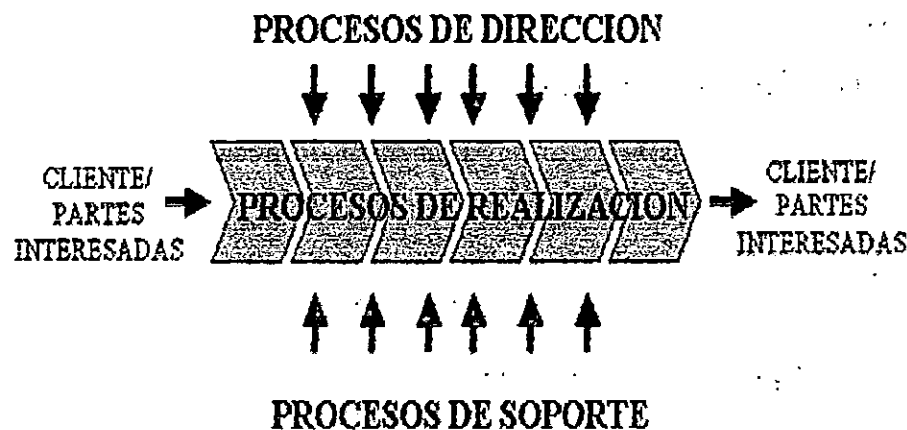 PROCESOS DE DIRECCION
CLIENTE/
PARTES
INTERESADAS
PROCESOS DE REALIZACION
CLIENTE/
PARTES
INTERESADAS
PROCESOS DE SOPORTE